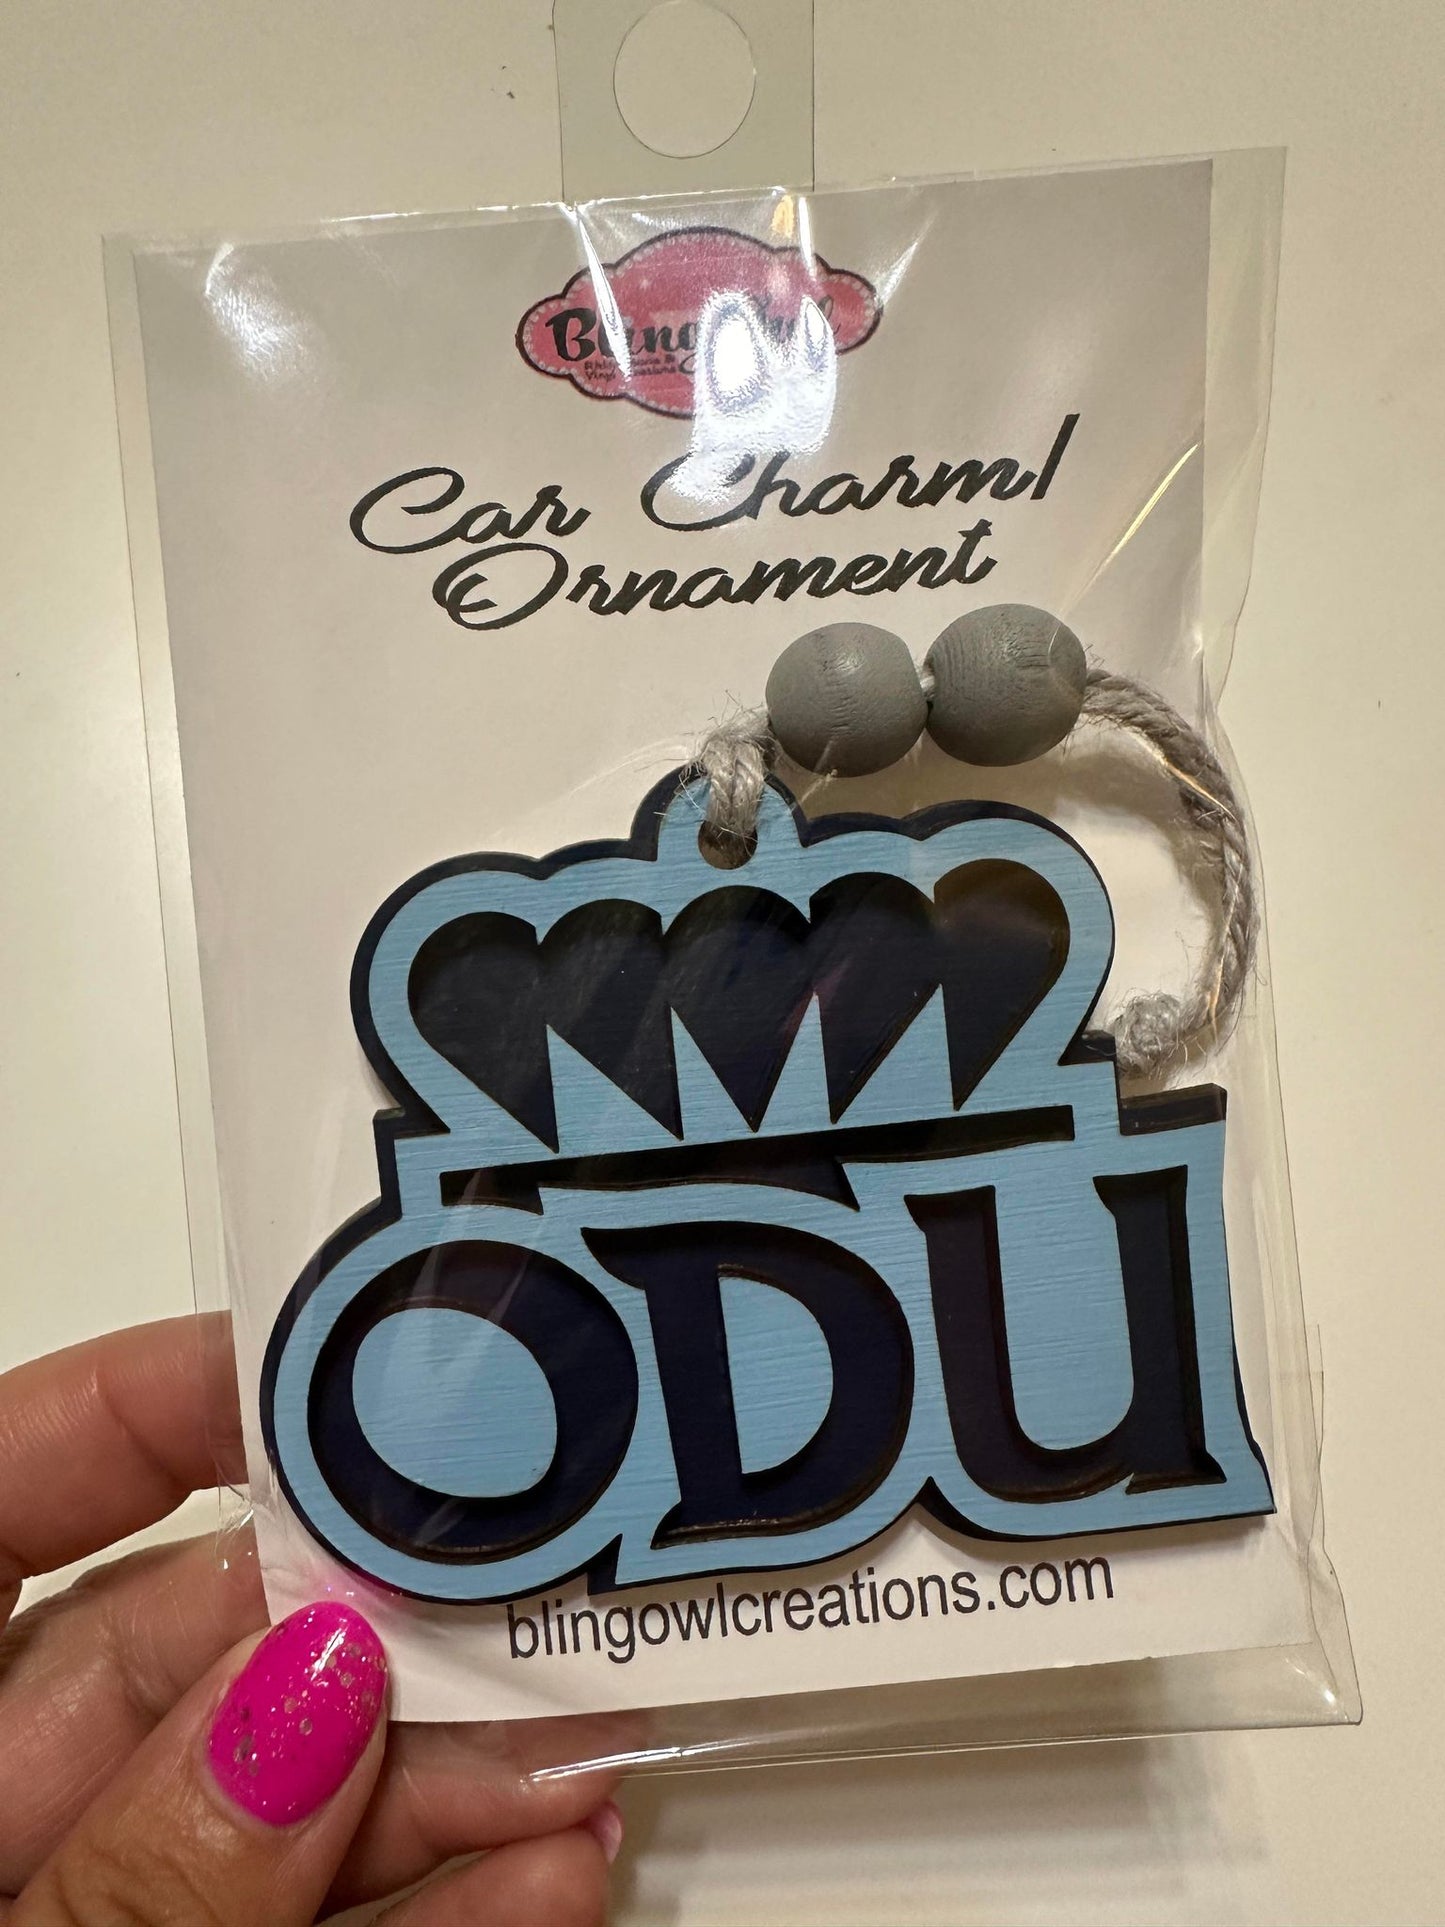 Car Charm/
Ornament
ODU
blingowlcreations.com